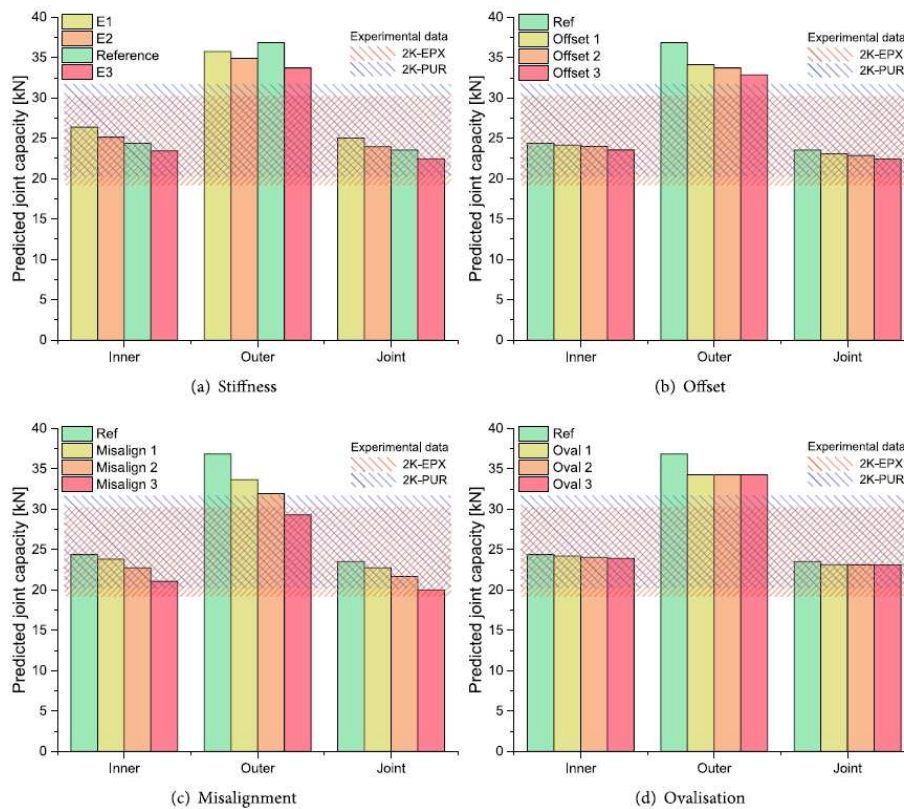 E1
E2
Reference
E3
Experimental data
2K-EPX
2K-PUR
Predicted joint capacity [kN]
40
35
30
25
20
15
10
5
0
Inner
Outer
Joint
(a) Stiffness
Ref
Offset 1
Offset 2
Offset 3
Experimental data
2K-EPX
2K-PUR
Predicted joint capacity [kN]
40
35
30
25
20
15
10
5
0
Inner
Outer
Joint
(b) Offset
Ref
Misalign 1
Misalign 2
Misalign 3
Experimental data
2K-EPX
2K-PUR
Predicted joint capacity [kN]
40
35
30
25
20
15
10
5
0
Inner
Outer
Joint
(c) Misalignment
Ref
Oval 1
Oval 2
Oval 3
Experimental data
2K-EPX
2K-PUR
Predicted joint capacity [kN]
40
35
30
25
20
15
10
5
0
Inner
Outer
Joint
(d) Ovalisation